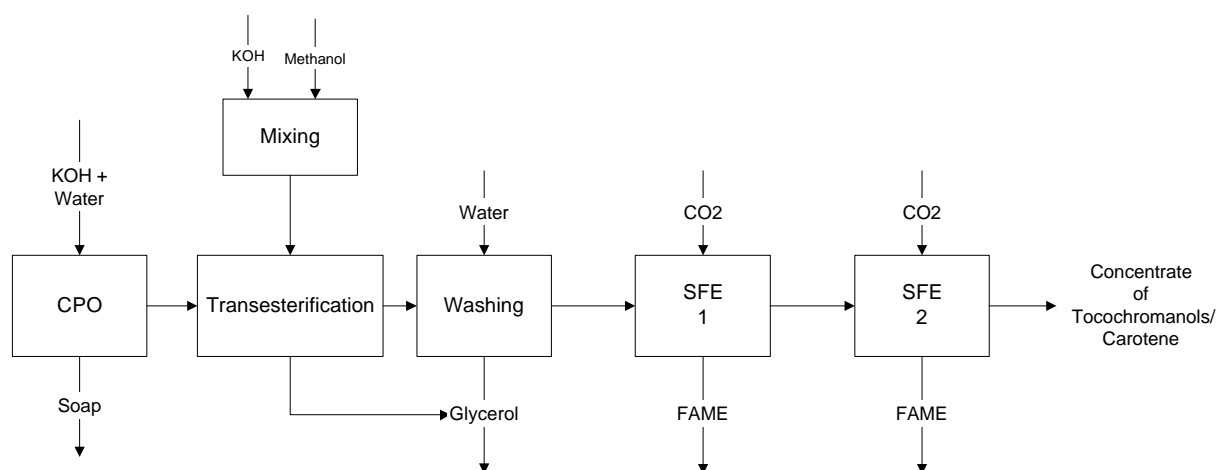 KOH
Methanol
Mixing
KOH +
Water
Water
CO2
CO2
CPO
Transesterification
Washing
SFE
1
SFE
2
Concentrate
of
Tocochromanols/
Carotene
Soap
Glycerol
FAME
FAME